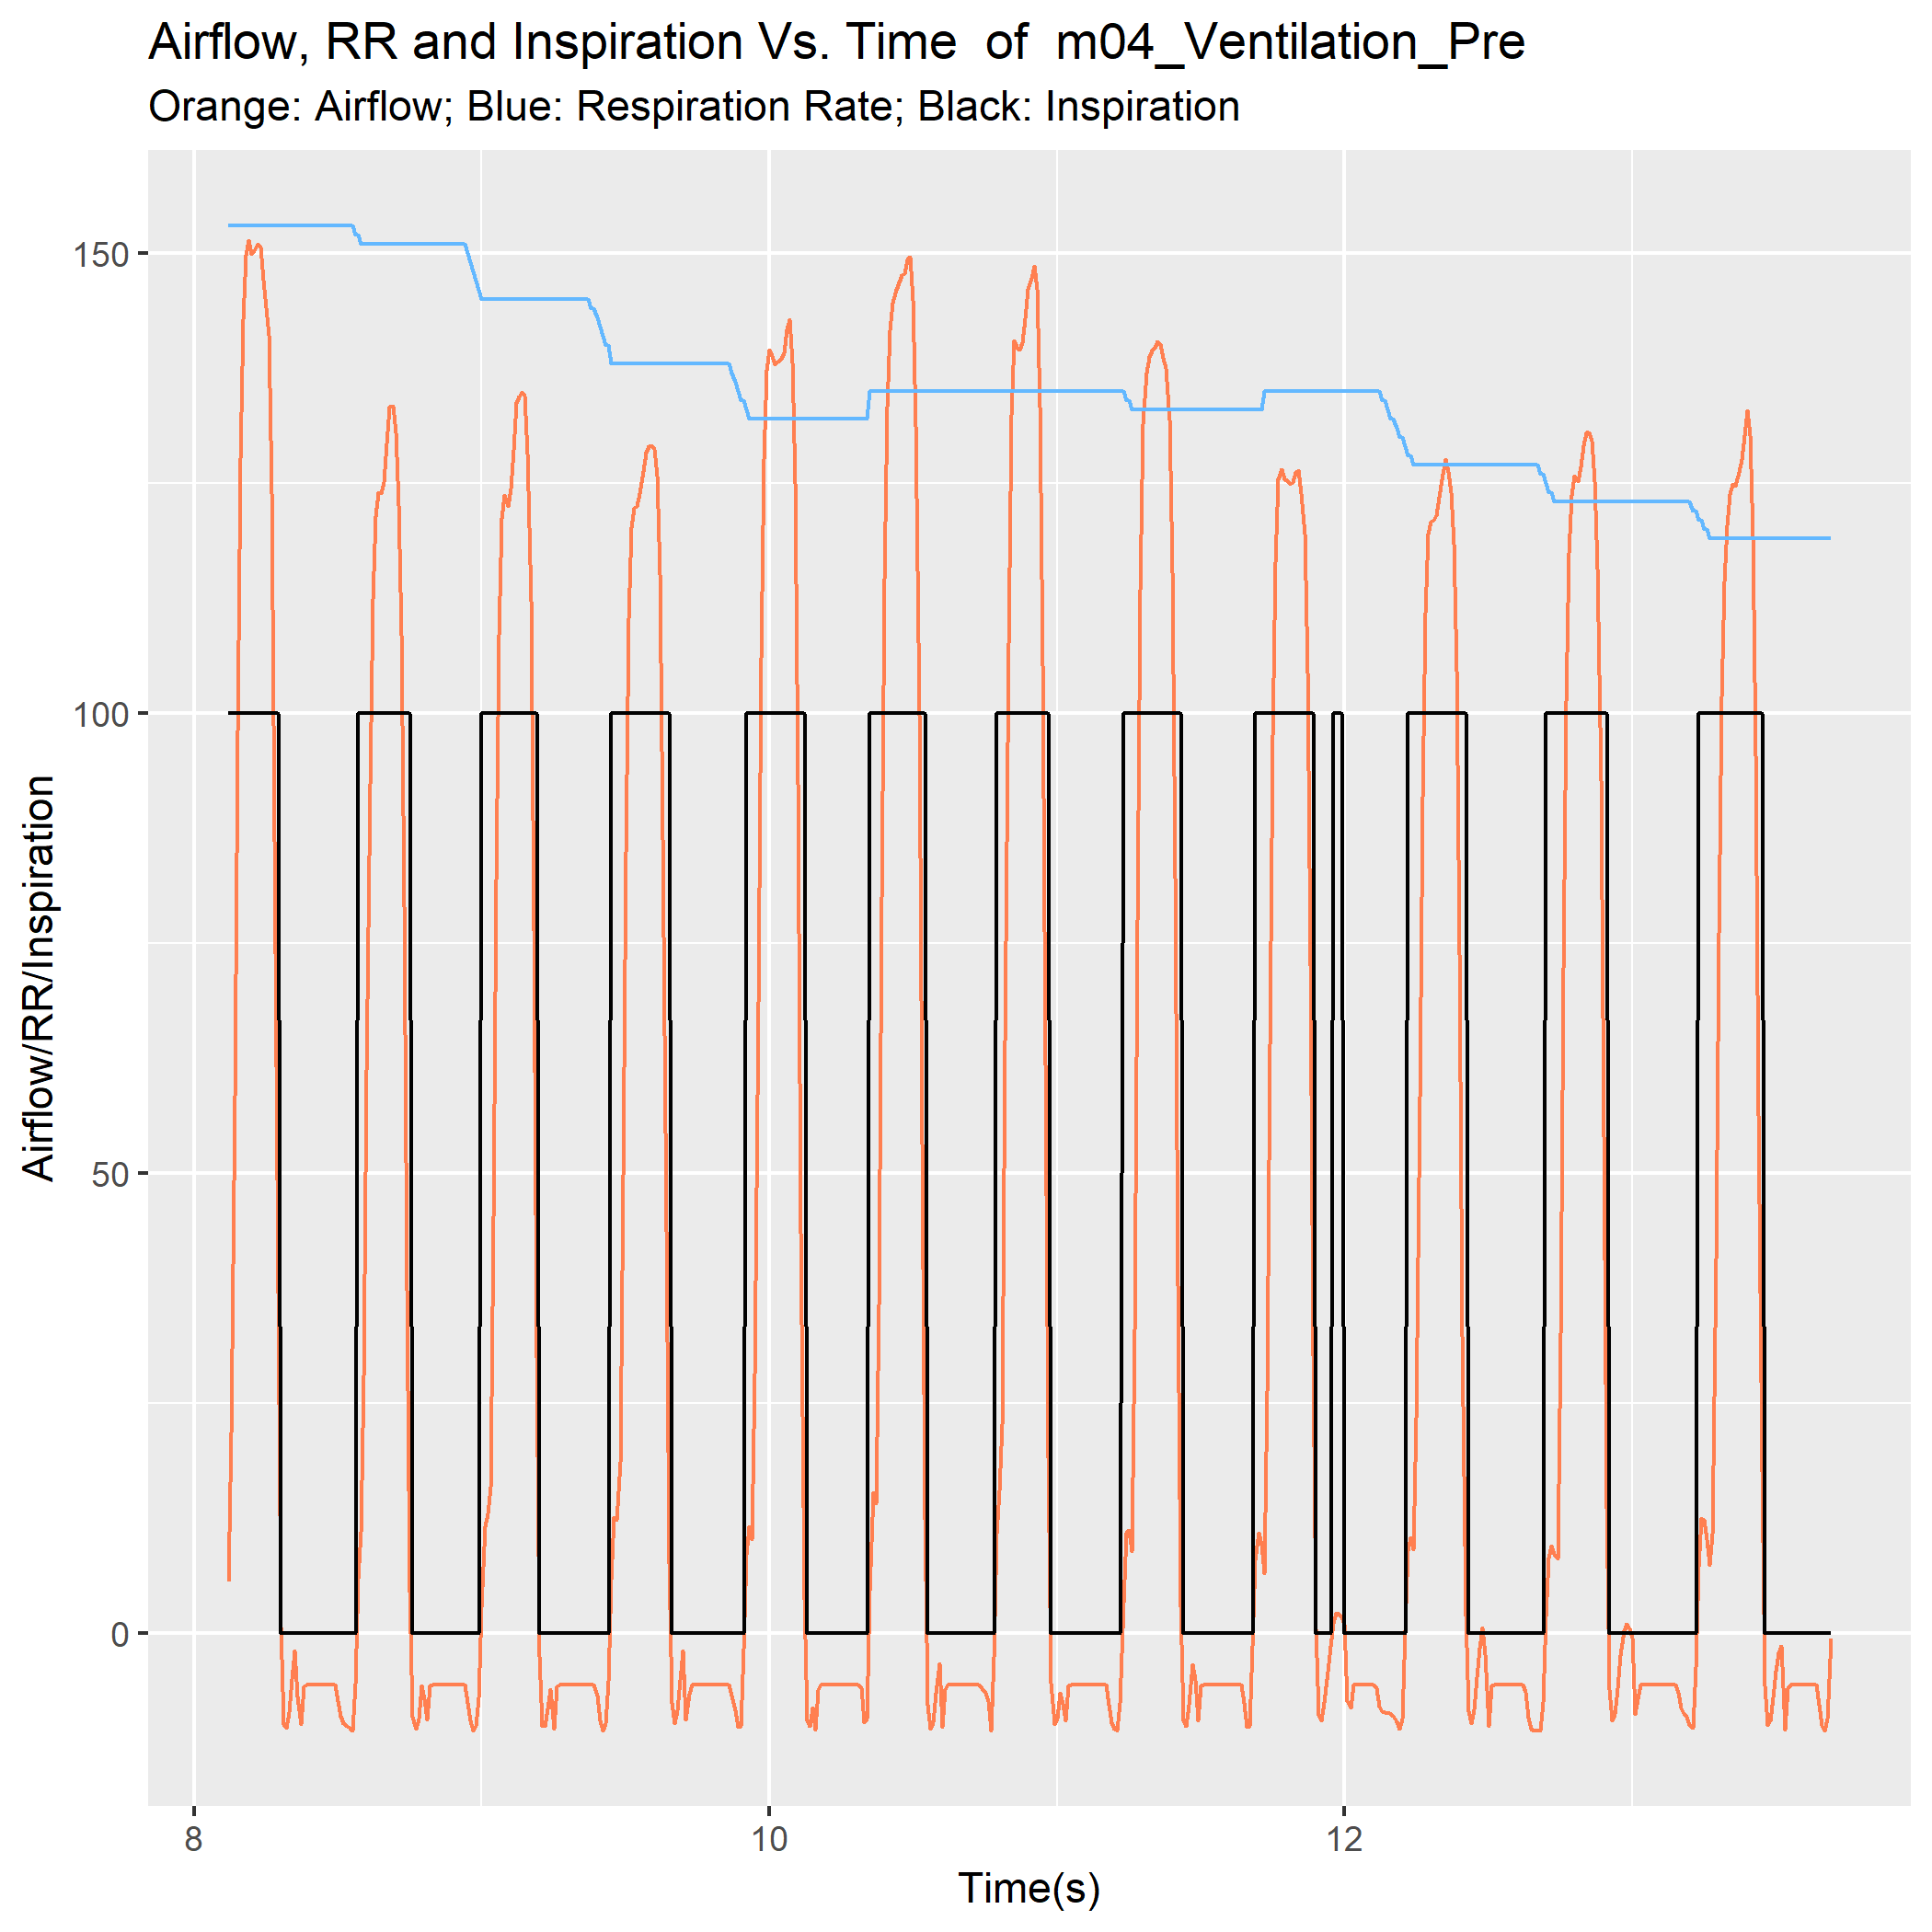 Airflow, RR and Inspiration Vs. Time  of  m04_Ventilation_Pre
Orange: Airflow; Blue: Respiration Rate; Black: Inspiration
150
100
50
0
Airflow/RR/Inspiration
8 10 12
Time(s)